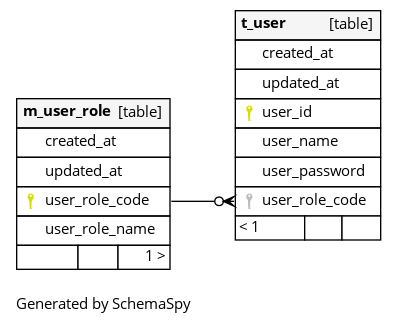 t_user [table]
created_at
updated_at
user_id
user_name
user_password
user_role_code
< 1
m_user_role [table]
created_at
updated_at
user_role_code
user_role_name
1 >
Generated by SchemaSpy